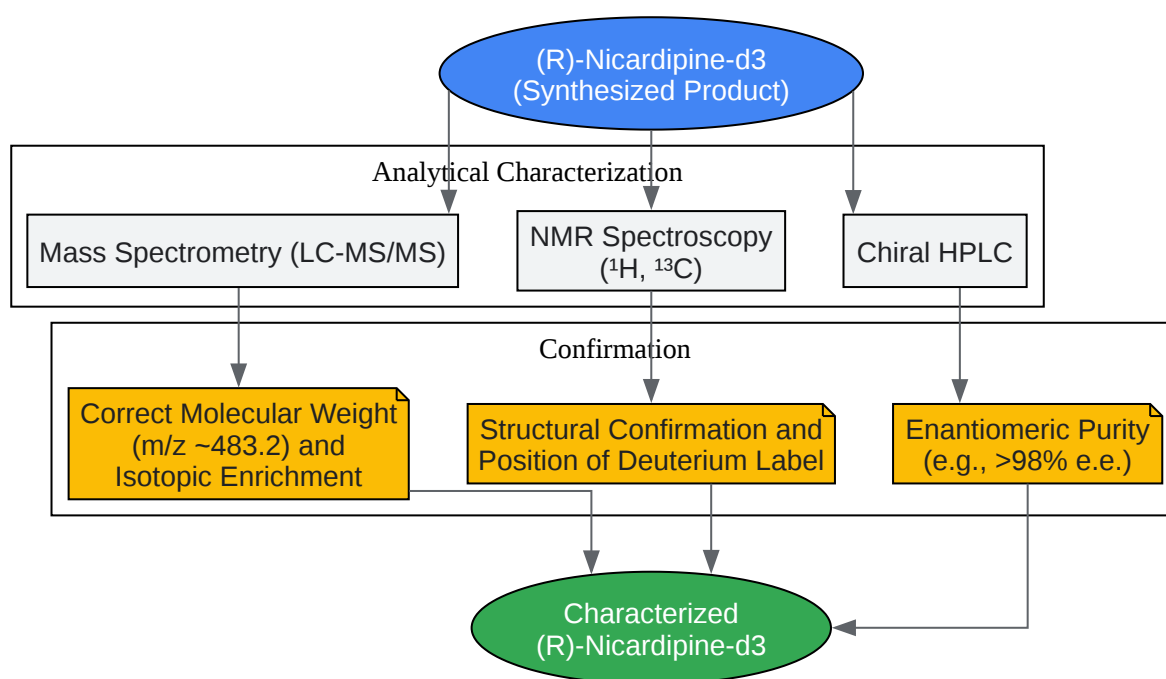 (R)-Nicardipine-d3
(Synthesized Product)
Analytical Characterization
Mass Spectrometry (LC-MS/MS)
NMR Spectroscopy
(¹H, ¹³C)
Chiral HPLC
Confirmation
Correct Molecular Weight
(m/z ~483.2) and
Isotopic Enrichment
Structural Confirmation and
Position of Deuterium Label
Enantiomeric Purity
(e.g., >98% e.e.)
Characterized
(R)-Nicardipine-d3